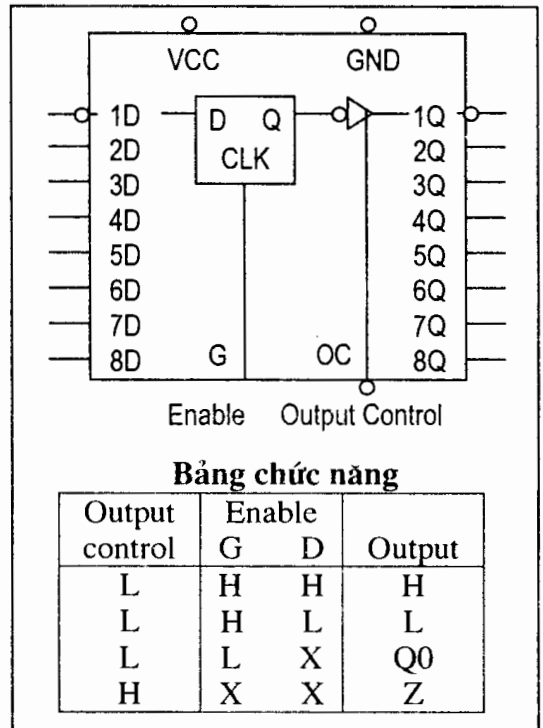 VCC GND
1D D Q 1Q
2D CLK 2Q
3D 3Q
4D 4Q
5D 5Q
6D 6Q
7D 7Q
8D G OC 8Q
Enable Output Control
Bảng chức năng
Output Enable
control G D Output
L H H H
L H L L
L L X Q0
H X X Z